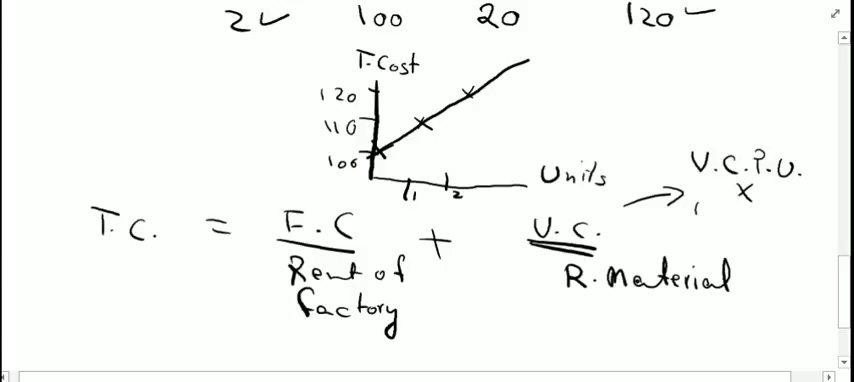 2 100 20 120
T.Cost
120
110
100
Units
1 2
V.C.P.U.
X
T.C. = F.C + V.C.
Rent of R.Material
factory